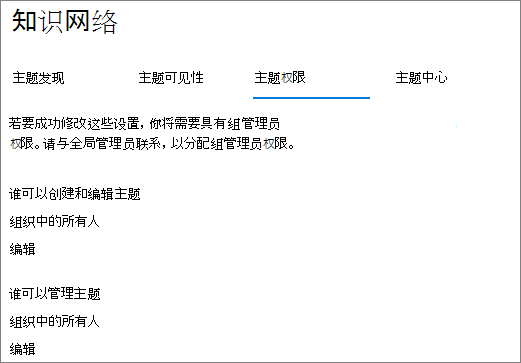 知识网络
主题发现 主题可见性 主题权限 主题中心
若要成功修改这些设置，你将需要具有组管理员
权限。请与全局管理员联系，以分配组管理员权限。
谁可以创建和编辑主题
组织中的所有人
编辑
谁可以管理主题
组织中的所有人
编辑